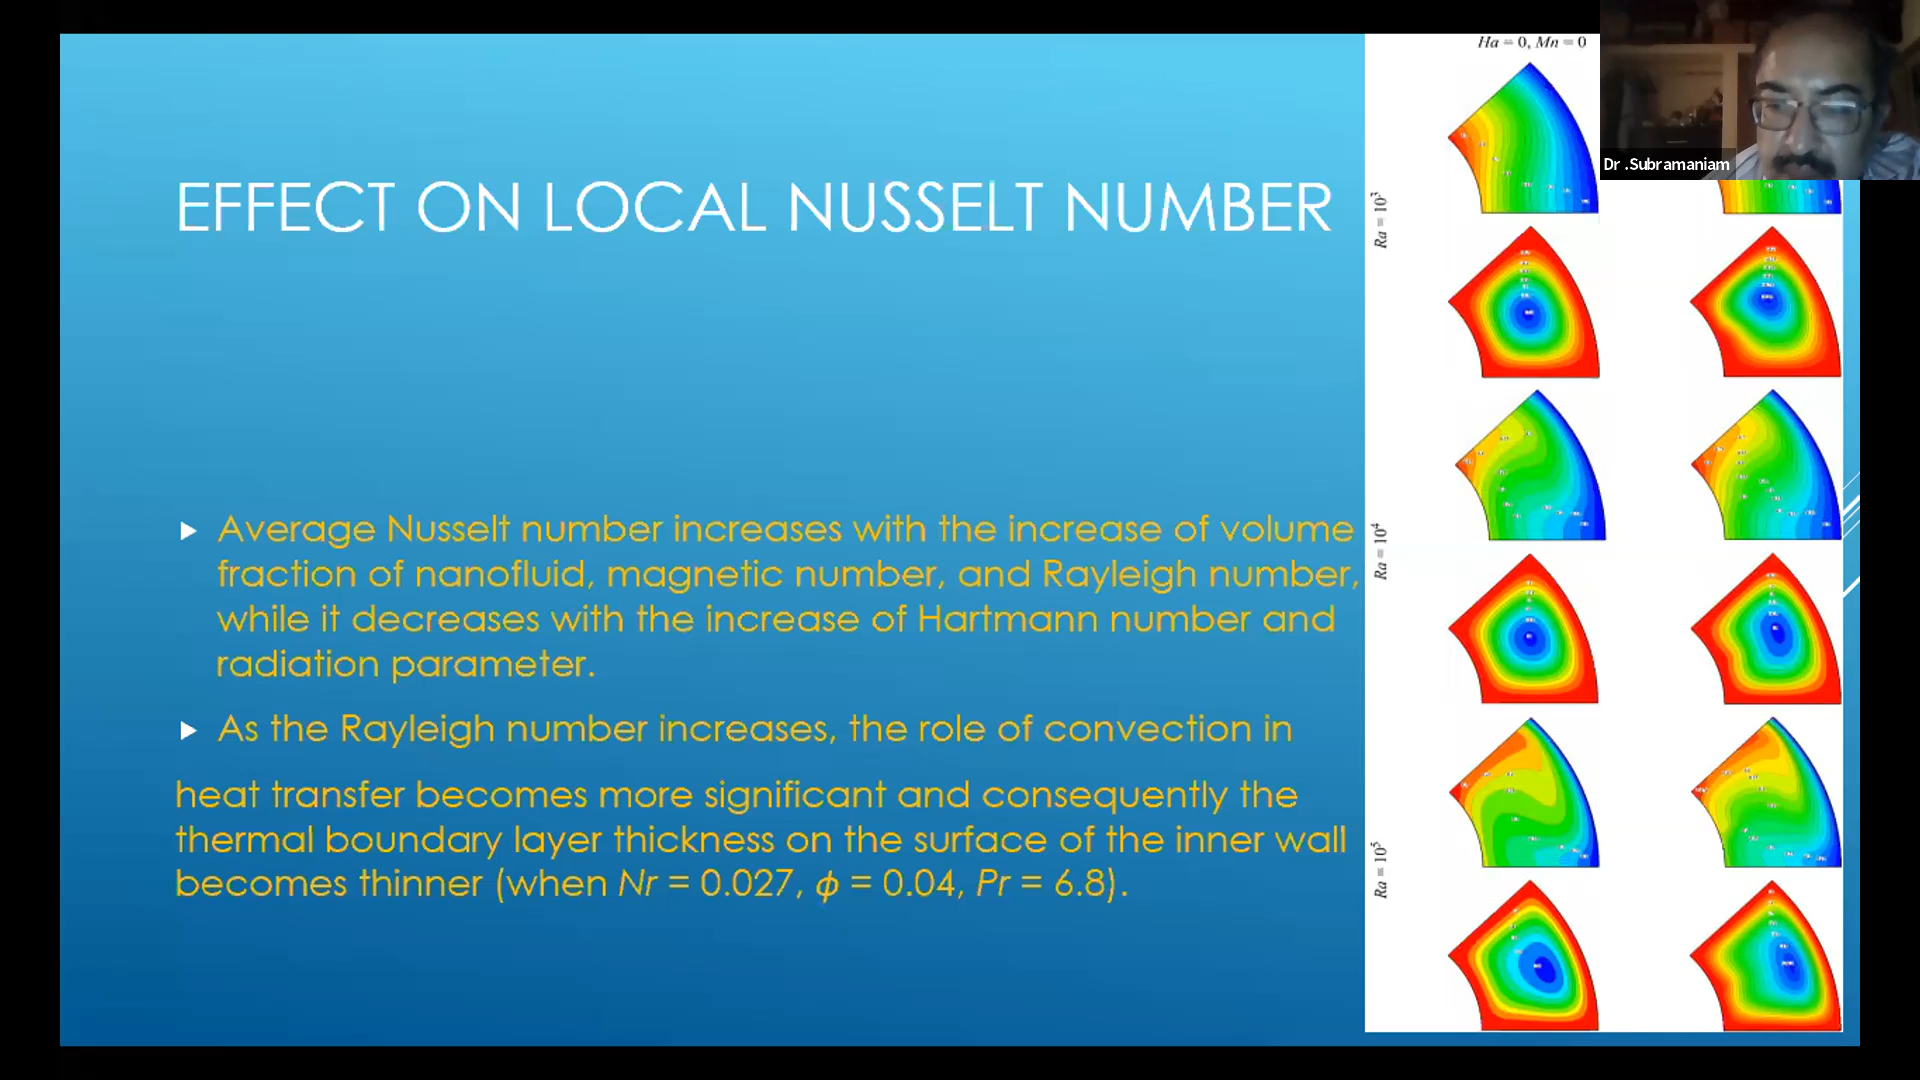 Ha = 0, Mn = 0
Dr .Subramaniam
EFFECT ON LOCAL NUSSELT NUMBER
Average Nusselt number increases with the increase of volume
fraction of nanofluid, magnetic number, and Rayleigh number,
while it decreases with the increase of Hartmann number and
radiation parameter.
As the Rayleigh number increases, the role of convection in
heat transfer becomes more significant and consequently the
thermal boundary layer thickness on the surface of the inner wall
becomes thinner (when Nr = 0.027, ϕ = 0.04, Pr = 6.8).
Ra = 10³
Ra = 10⁴
Ra = 10⁵